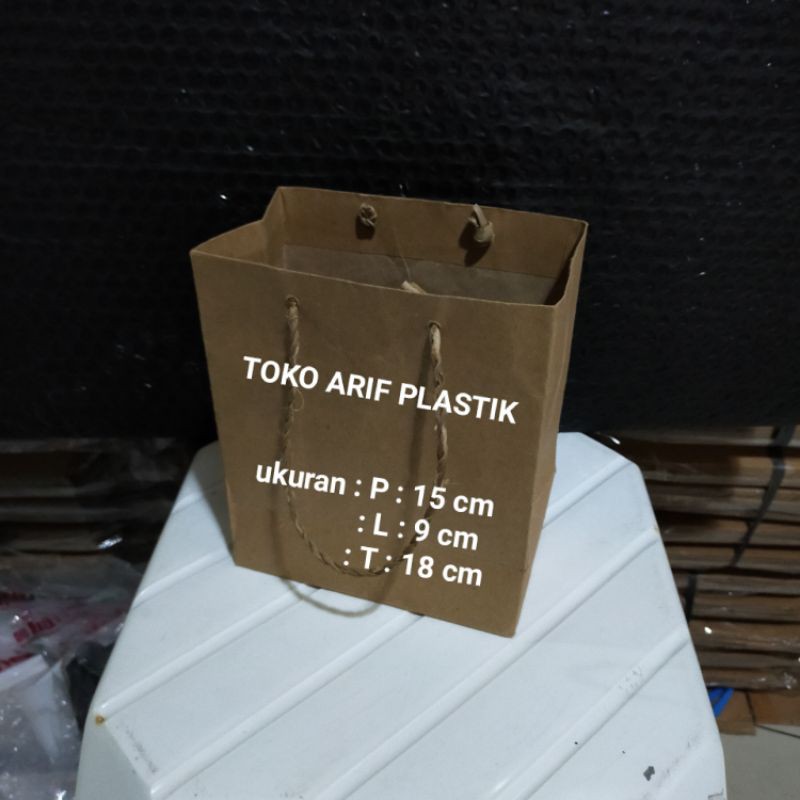 TOKO ARIF PLASTIK
ukuran : P : 15 cm
: L : 9 cm
: T : 18 cm